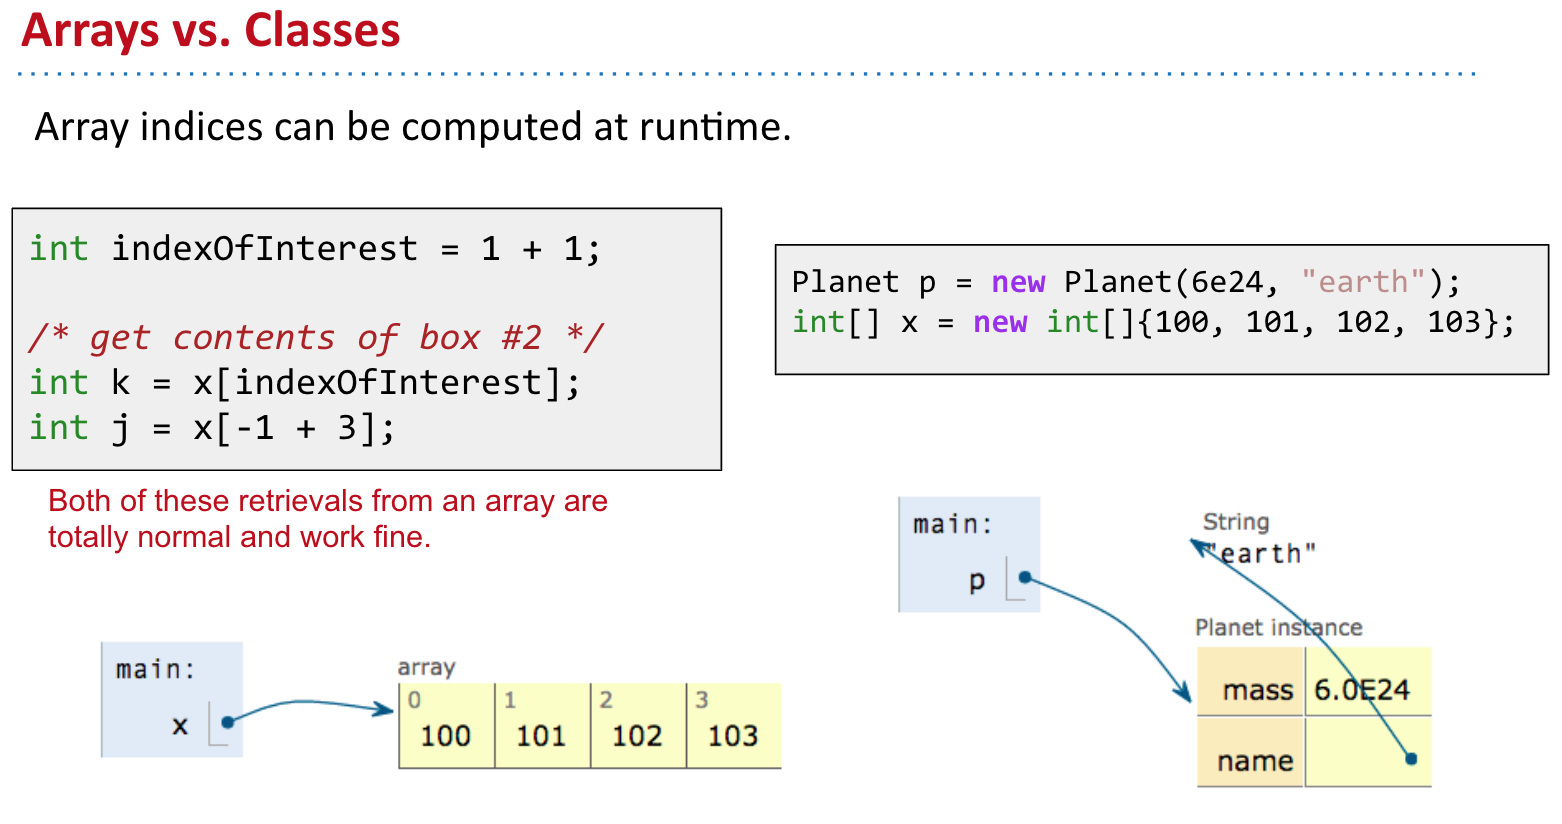 Arrays vs. Classes
Array indices can be computed at runtime.
int indexOfInterest = 1 + 1;
/* get contents of box #2 */
int k = x[indexOfInterest];
int j = x[-1 + 3];
Both of these retrievals from an array are
totally normal and work fine.
Planet p = new Planet(6e24, "earth");
int[] x = new int[]{100, 101, 102, 103};
main:
x
array
0 1 2 3
100 101 102 103
main:
p
String
"earth"
Planet instance
mass 6.0E24
name